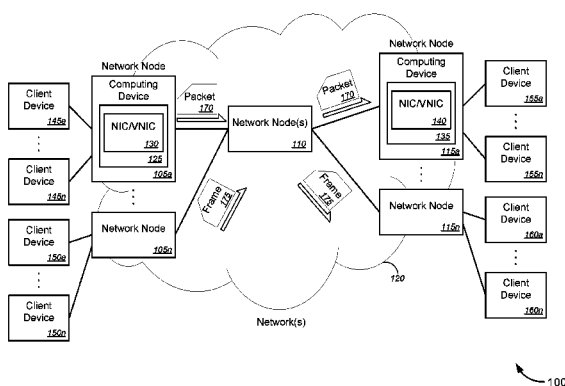 Network Node
Computing
Device
NIC/VNIC
130
125
105a
Client
Device
145a
Client
Device
145n
Client
Device
150a
Client
Device
150n
Network Node
105n
Packet
170
Frame
175
Network Node(s)
110
Packet
170
Frame
175
Network Node
Computing
Device
NIC/VNIC
140
135
115a
Network Node
115n
Client
Device
155a
Client
Device
155n
Client
Device
160a
Client
Device
160n
120
Network(s)
100